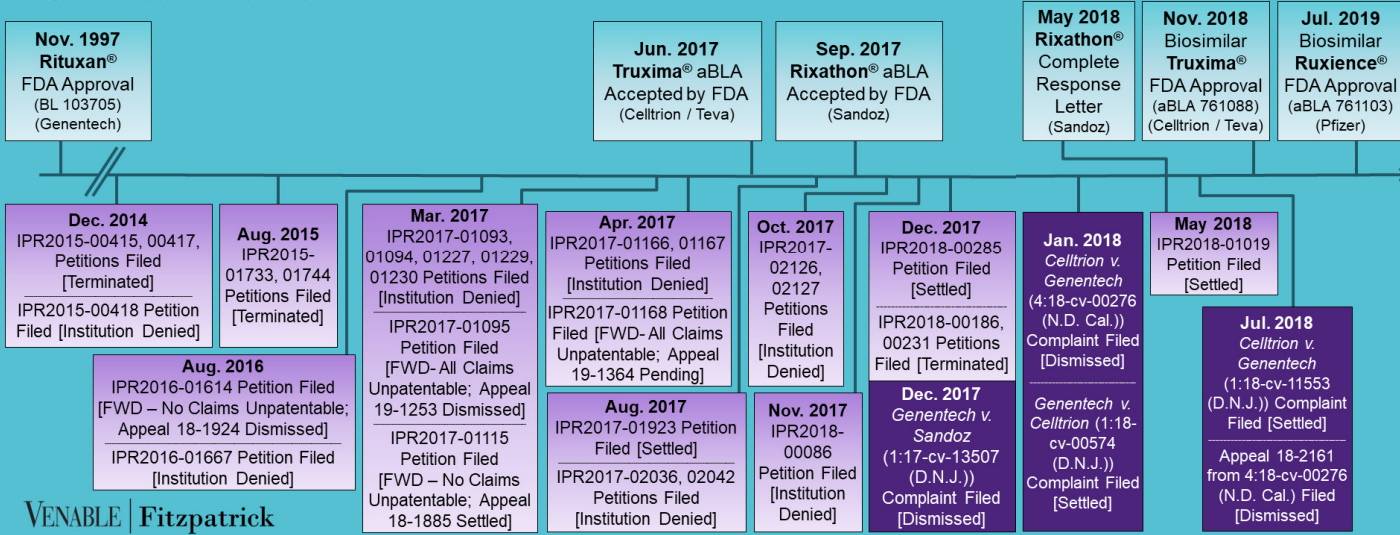 Nov. 1997
Rituxan®
FDA Approval
(BL 103705)
(Genentech)
Jun. 2017
Truxima® aBLA
Accepted by FDA
(Celltrion / Teva)
Sep. 2017
Rixathon® aBLA
Accepted by FDA
(Sandoz)
May 2018
Rixathon®
Complete
Response
Letter
(Sandoz)
Nov. 2018
Biosimilar
Truxima®
FDA Approval
(aBLA 761088)
(Celltrion / Teva)
Jul. 2019
Biosimilar
Ruxience®
FDA Approval
(aBLA 761103)
(Pfizer)
Dec. 2014
IPR2015-00415, 00417,
Petitions Filed
[Terminated]
IPR2015-00418 Petition
Filed [Institution Denied]
Aug. 2015
IPR2015-
01733, 01744
Petitions Filed
[Terminated]
Aug. 2016
IPR2016-01614 Petition Filed
[FWD – No Claims Unpatentable;
Appeal 18-1924 Dismissed]
IPR2016-01667 Petition Filed
[Institution Denied]
Mar. 2017
IPR2017-01093,
01094, 01227, 01229,
01230 Petitions Filed
[Institution Denied]
IPR2017-01095
Petition Filed
[FWD- All Claims
Unpatentable; Appeal
19-1253 Dismissed]
IPR2017-01115
Petition Filed
[FWD – No Claims
Unpatentable; Appeal
18-1885 Settled]
Apr. 2017
IPR2017-01166, 01167
Petitions Filed
[Institution Denied]
IPR2017-01168 Petition
Filed [FWD- All Claims
Unpatentable; Appeal
19-1364 Pending]
Aug. 2017
IPR2017-01923 Petition
Filed [Settled]
IPR2017-02036, 02042
Petitions Filed
[Institution Denied]
Oct. 2017
IPR2017-
02126,
02127
Petitions
Filed
[Institution
Denied]
Nov. 2017
IPR2018-
00086
Petition Filed
[Institution
Denied]
Dec. 2017
IPR2018-00285
Petition Filed
[Settled]
IPR2018-00186,
00231 Petitions
Filed [Terminated]
Dec. 2017
Genentech v.
Sandoz
(1:17-cv-13507
(D.N.J.))
Complaint Filed
[Dismissed]
Jan. 2018
Celltrion v.
Genentech
(4:18-cv-00276
(N.D. Cal.))
Complaint Filed
[Dismissed]
Genentech v.
Celltrion (1:18-
cv-00574
(D.N.J.))
Complaint Filed
[Settled]
May 2018
IPR2018-01019
Petition Filed
[Settled]
Jul. 2018
Celltrion v.
Genentech
(1:18-cv-11553
(D.N.J.)) Complaint
Filed [Settled]
Appeal 18-2161
from 4:18-cv-00276
(N.D. Cal.) Filed
[Dismissed]
VENABLE | Fitzpatrick